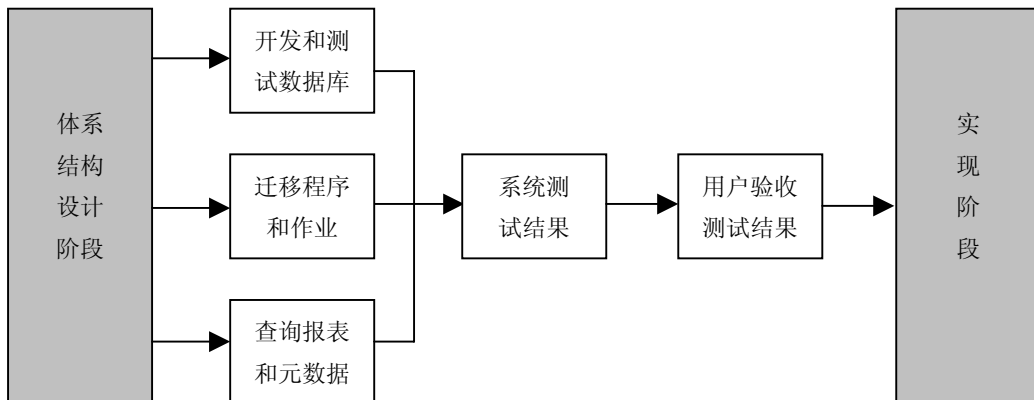 体系
结构
设计
阶段
开发和测
试数据库
迁移程序
和作业
查询报表
和元数据
系统测
试结果
用户验收
测试结果
实
现
阶
段